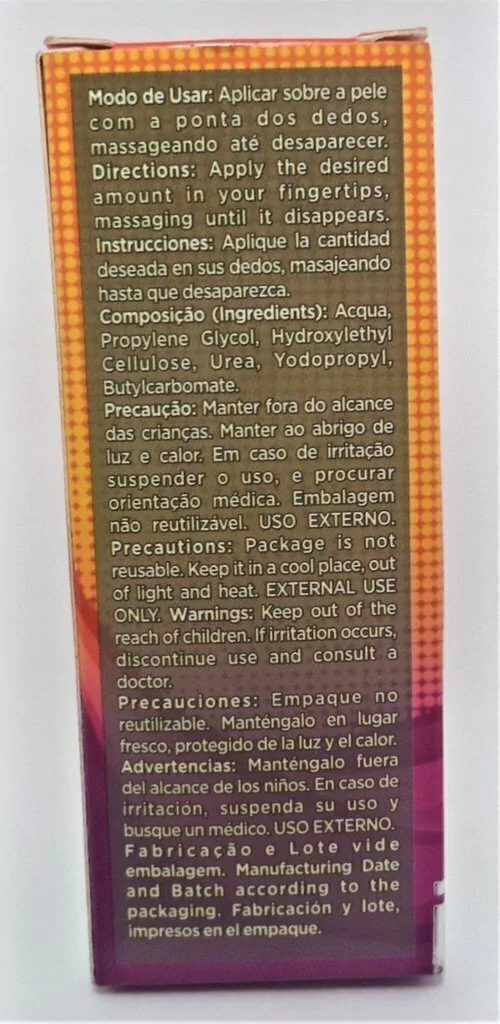 Modo de Usar: Aplicar sobre a pele
com a ponta dos dedos,
massageando até desaparecer.
Directions: Apply the desired
amount in your fingertips,
massaging until it disappears.
Instrucciones: Aplique la cantidad
deseada en sus dedos, masajeando
hasta que desaparezca.
Composição (Ingredients): Acqua,
Propylene Glycol, Hydroxylethyl
Cellulose, Urea, Yodopropyl,
Butylcarbomate.
Precaução: Manter fora do alcance
das crianças. Manter ao abrigo de
luz e calor. Em caso de irritação
suspender o uso, e procurar
orientação médica. Embalagem
não reutilizável. USO EXTERNO.
Precautions: Package is not
reusable. Keep it in a cool place, out
of light and heat. EXTERNAL USE
ONLY. Warnings: Keep out of the
reach of children. If irritation occurs,
discontinue use and consult a
doctor.
Precauciones: Empaque no
reutilizable. Manténgalo en lugar
fresco, protegido de la luz y el calor.
Advertencias: Manténgalo fuera
del alcance de los niños. En caso de
irritación, suspenda su uso y
busque un médico. USO EXTERNO.
Fabricação e Lote vide
embalagem. Manufacturing Date
and Batch according to the
packaging. Fabricación y lote,
impresos en el empaque.